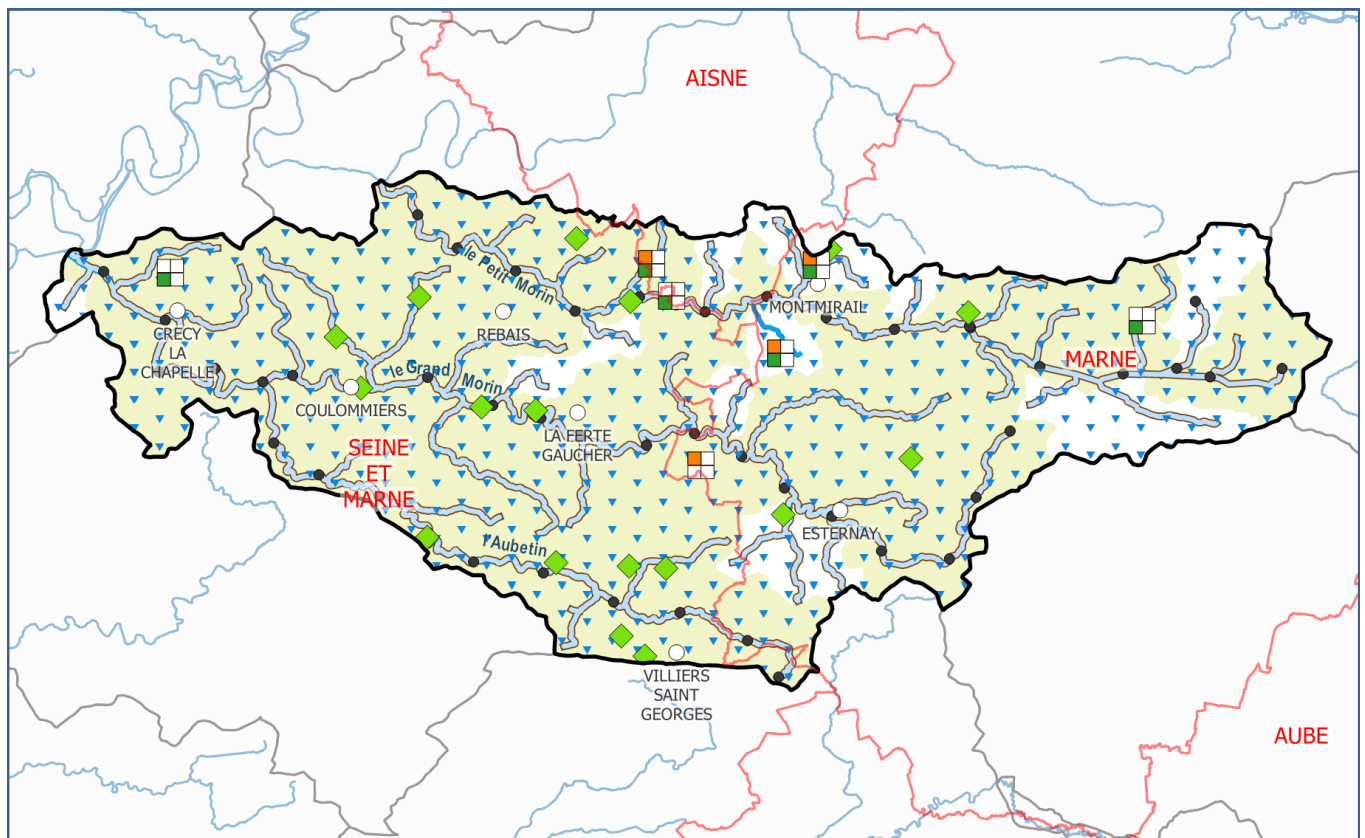 AISNE
le Petit Morin
MONTMIRAIL
REBAIS
CRECY
LA
CHAPELLE
MARNE
le Grand Morin
COULOMMIERS
LA FERTE
GAUCHER
SEINE
ET
MARNE
ESTERNAY
l'Aubetin
VILLIERS
SAINT
GEORGES
AUBE